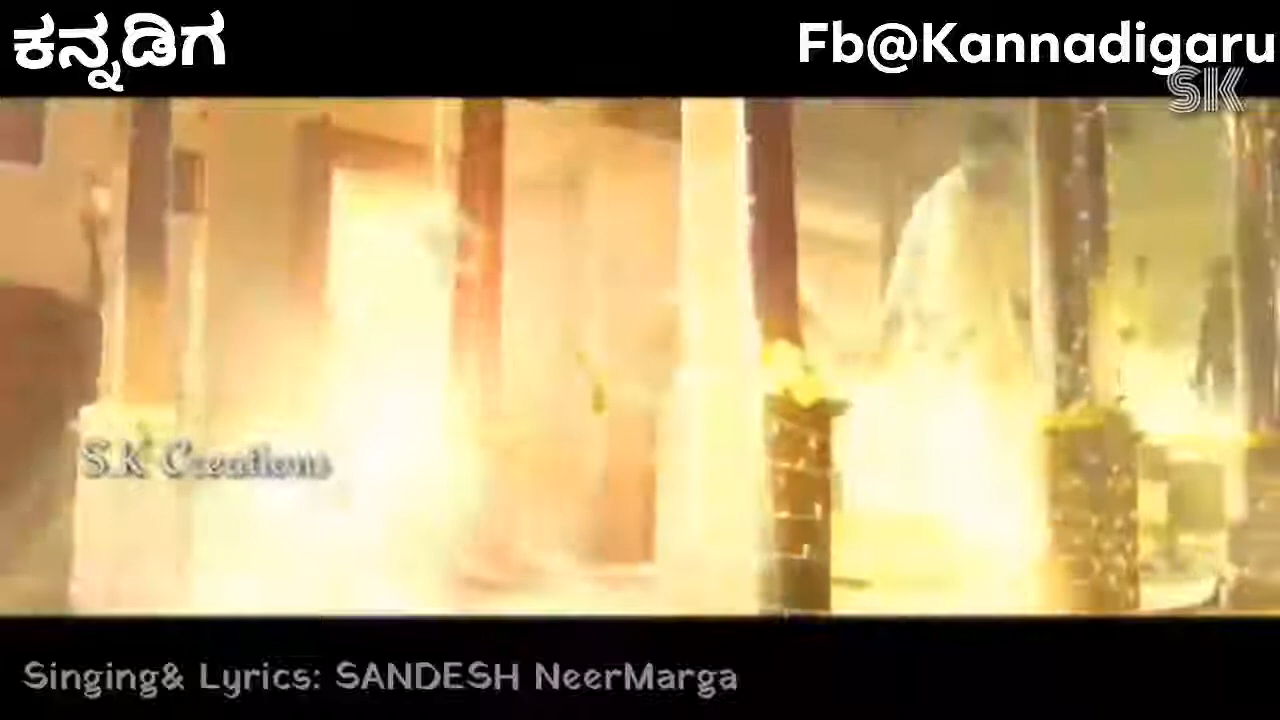 ಕನ್ನಡಿಗ
Fb@Kannadigaru
SK
S.K Creations
Singing& Lyrics: SANDESH NeerMarga